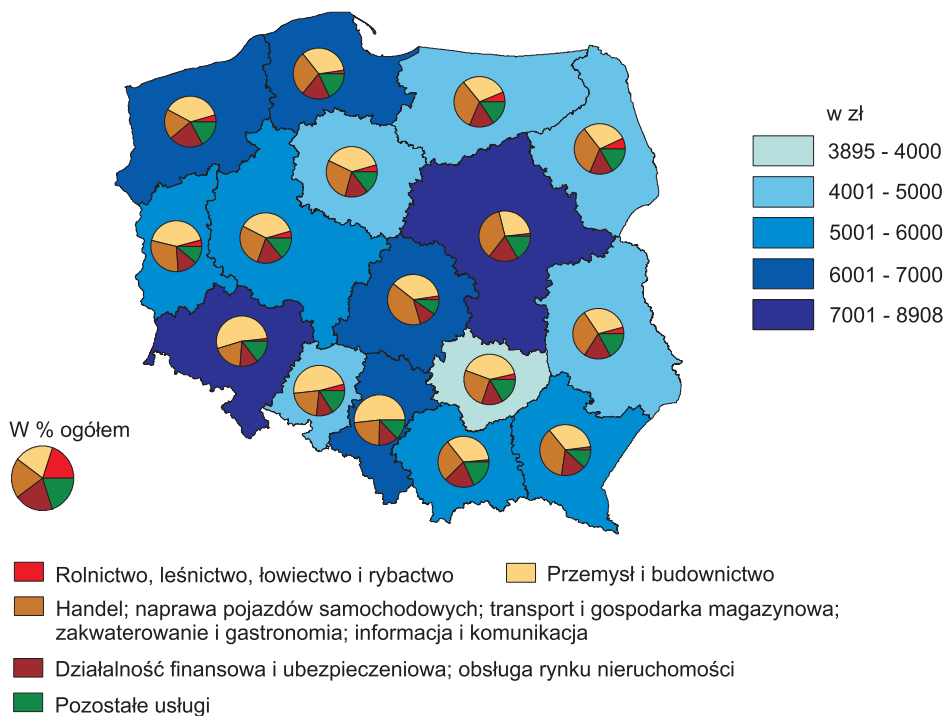 w zł
3895 - 4000
4001 - 5000
5001 - 6000
6001 - 7000
7001 - 8908
W % ogółem
Rolnictwo, leśnictwo, łowiectwo i rybactwo
Przemysł i budownictwo
Handel; naprawa pojazdów samochodowych; transport i gospodarka magazynowa;
zakwaterowanie i gastronomia; informacja i komunikacja
Działalność finansowa i ubezpieczeniowa; obsługa rynku nieruchomości
Pozostałe usługi